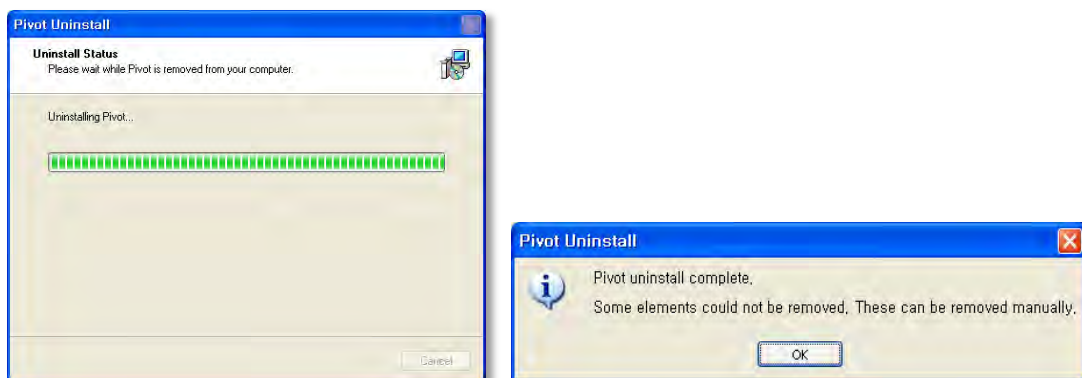 Pivot Uninstall
Uninstall Status
Please wait while Pivot is removed from your computer.
Uninstalling Pivot...
Cancel
Pivot Uninstall
Pivot uninstall complete,
Some elements could not be removed, These can be removed manually,
OK